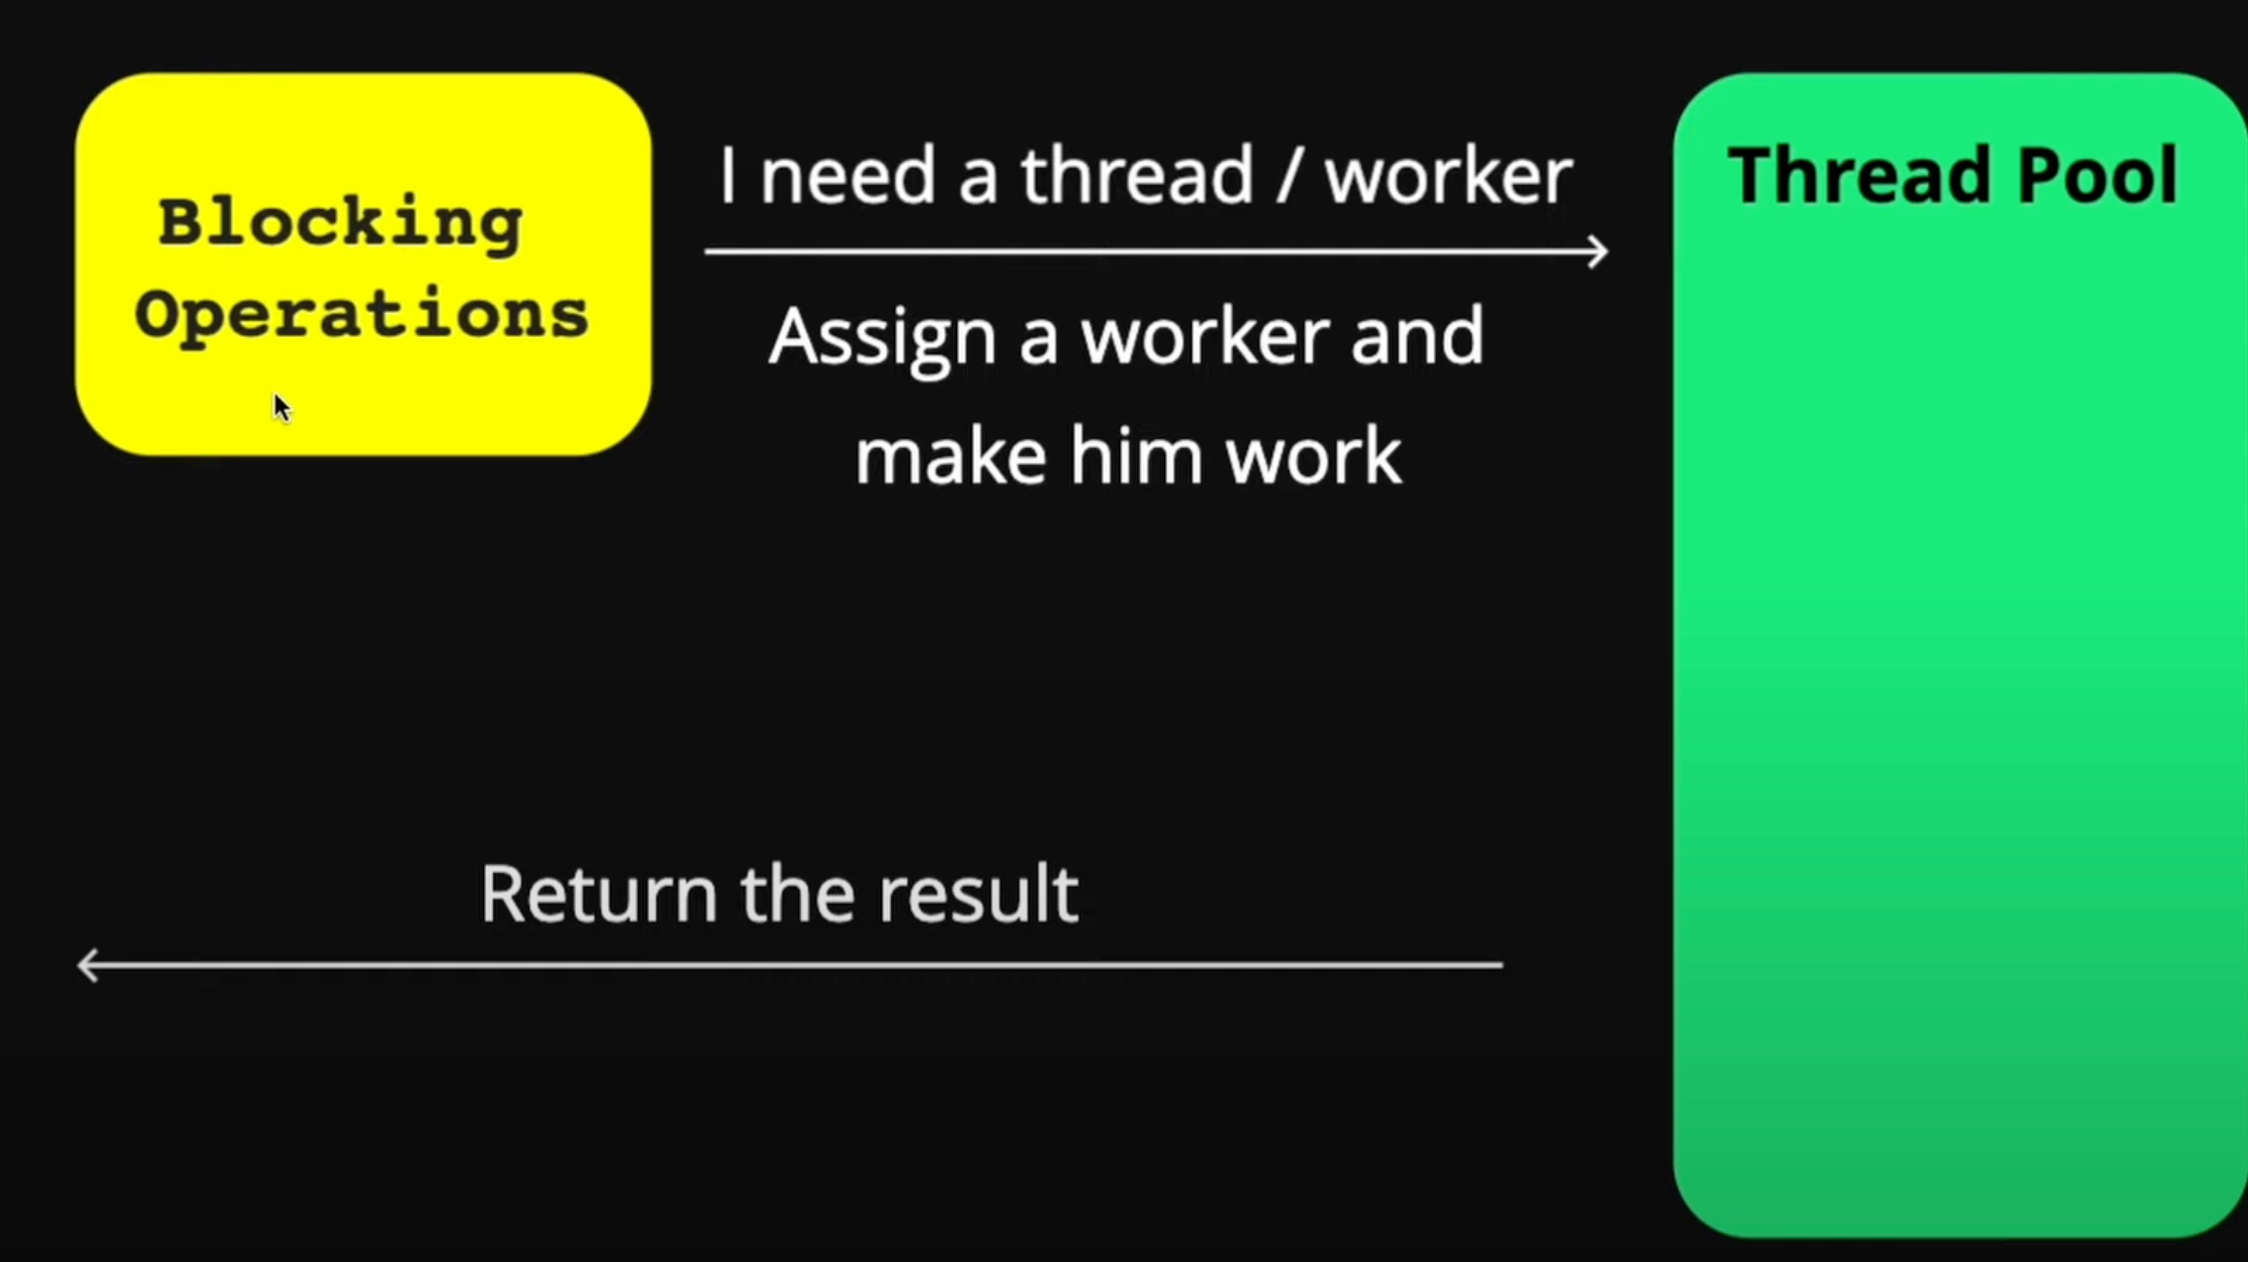 Blocking
Operations
I need a thread / worker
Assign a worker and
make him work
Thread Pool
Return the result